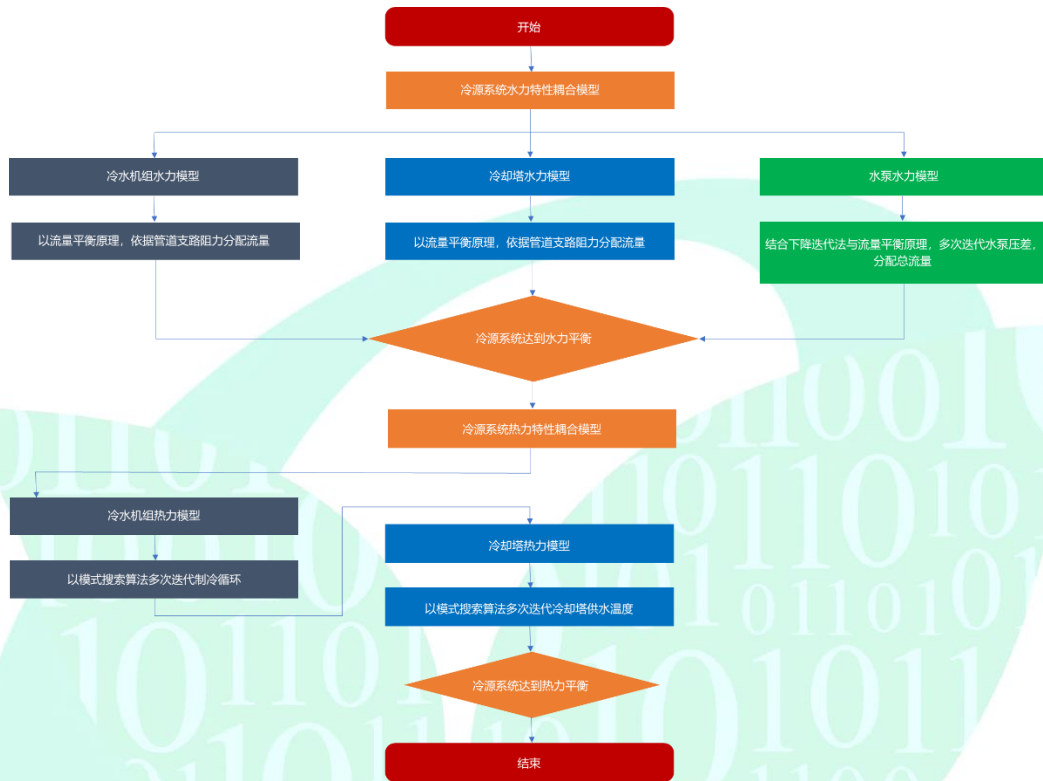 开始
冷源系统水力特性耦合模型
冷水机组水力模型
冷却塔水力模型
水泵水力模型
以流量平衡原理，依据管道支路阻力分配流量
以流量平衡原理，依据管道支路阻力分配流量
结合下降迭代法与流量平衡原理，多次迭代水泵压差，
分配总流量
冷源系统达到水力平衡
冷源系统热力特性耦合模型
冷水机组热力模型
冷却塔热力模型
以模式搜索算法多次迭代制冷循环
以模式搜索算法多次迭代冷却塔供水温度
冷源系统达到热力平衡
结束